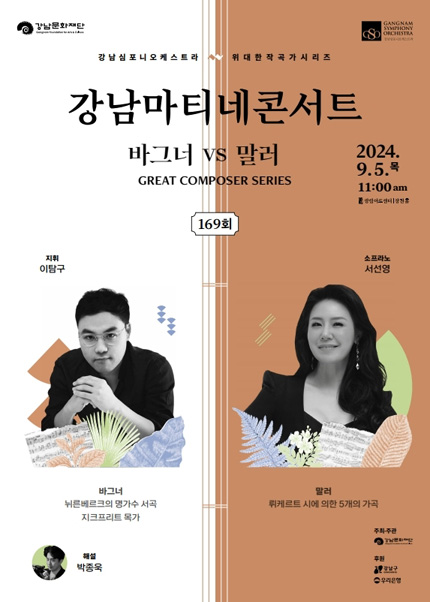 강남문화재단
GANGNAM
SYMPHONY
ORCHESTRA
강남심포니오케스트라 위대한작곡가시리즈
강남마티네콘서트
바그너 VS 말러
GREAT COMPOSER SERIES
2024.
9.5.목
11:00 am
169회
지휘
이탐구
소프라노
서선영
바그너
뉘른베르크의 명가수 서곡
지크프리트 목가
말러
뤼케르트 시에 의한 5개의 가곡
해설
박종욱
주최·주관
강남문화재단
후원
강남구
우리은행